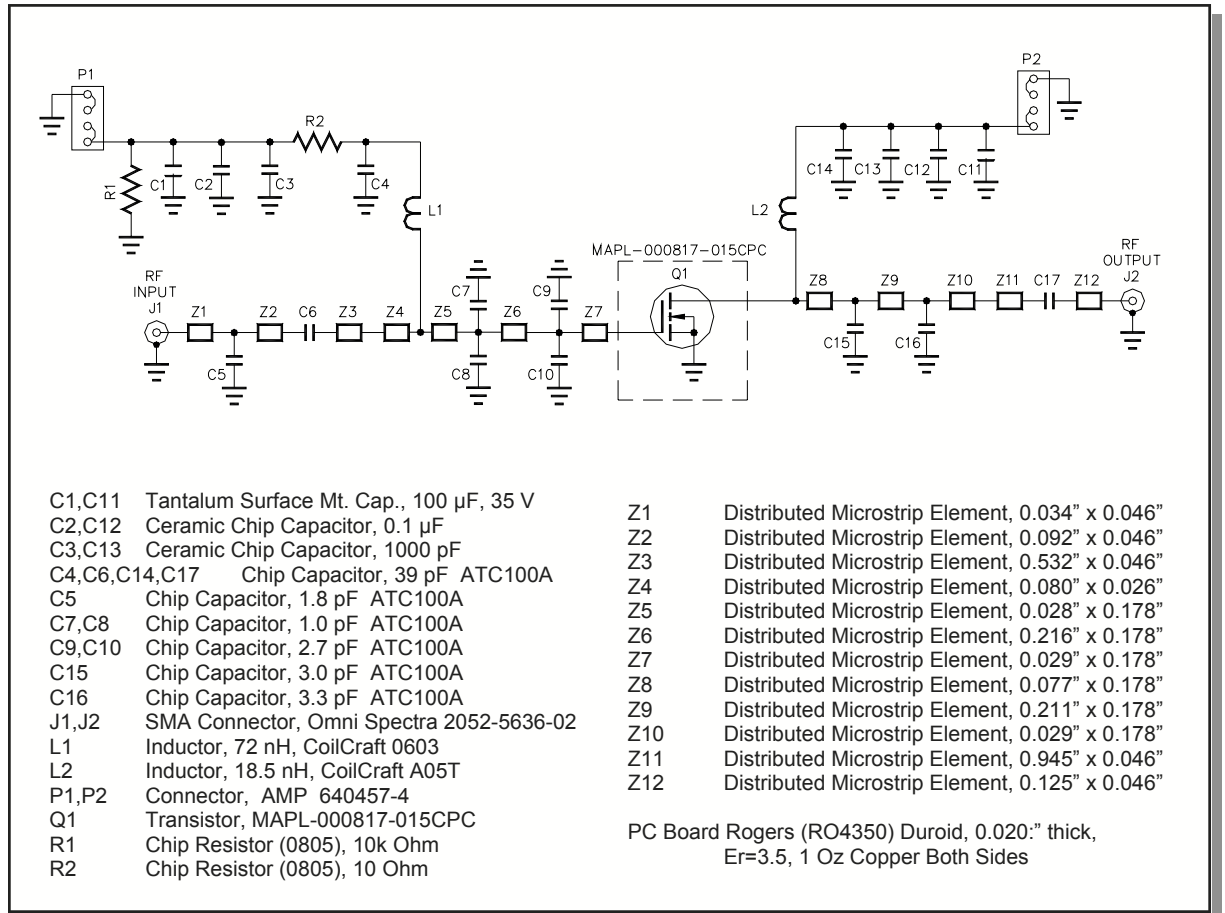 P1
R2
R1
C1
C2
C3
C4
L1
P2
C14
C13
C12
C11
L2
MAPL-000817-015CPC
Q1
RF
INPUT
J1
Z1
Z2
C6
Z3
Z4
Z5
C7
Z6
C9
Z7
C5
C8
C10
Z8
Z9
Z10
Z11
C17
Z12
RF
OUTPUT
J2
C15
C16
C1,C11 Tantalum Surface Mt. Cap., 100 µF, 35 V
C2,C12 Ceramic Chip Capacitor, 0.1 µF
C3,C13 Ceramic Chip Capacitor, 1000 pF
C4,C6,C14,C17 Chip Capacitor, 39 pF ATC100A
C5 Chip Capacitor, 1.8 pF ATC100A
C7,C8 Chip Capacitor, 1.0 pF ATC100A
C9,C10 Chip Capacitor, 2.7 pF ATC100A
C15 Chip Capacitor, 3.0 pF ATC100A
C16 Chip Capacitor, 3.3 pF ATC100A
J1,J2 SMA Connector, Omni Spectra 2052-5636-02
L1 Inductor, 72 nH, CoilCraft 0603
L2 Inductor, 18.5 nH, CoilCraft A05T
P1,P2 Connector, AMP 640457-4
Q1 Transistor, MAPL-000817-015CPC
R1 Chip Resistor (0805), 10k Ohm
R2 Chip Resistor (0805), 10 Ohm
Z1 Distributed Microstrip Element, 0.034” x 0.046”
Z2 Distributed Microstrip Element, 0.092” x 0.046”
Z3 Distributed Microstrip Element, 0.532” x 0.046”
Z4 Distributed Microstrip Element, 0.080” x 0.026”
Z5 Distributed Microstrip Element, 0.028” x 0.178”
Z6 Distributed Microstrip Element, 0.216” x 0.178”
Z7 Distributed Microstrip Element, 0.029” x 0.178”
Z8 Distributed Microstrip Element, 0.077” x 0.178”
Z9 Distributed Microstrip Element, 0.211” x 0.178”
Z10 Distributed Microstrip Element, 0.029” x 0.178”
Z11 Distributed Microstrip Element, 0.945” x 0.046”
Z12 Distributed Microstrip Element, 0.125” x 0.046”
PC Board Rogers (RO4350) Duroid, 0.020:” thick,
Er=3.5, 1 Oz Copper Both Sides